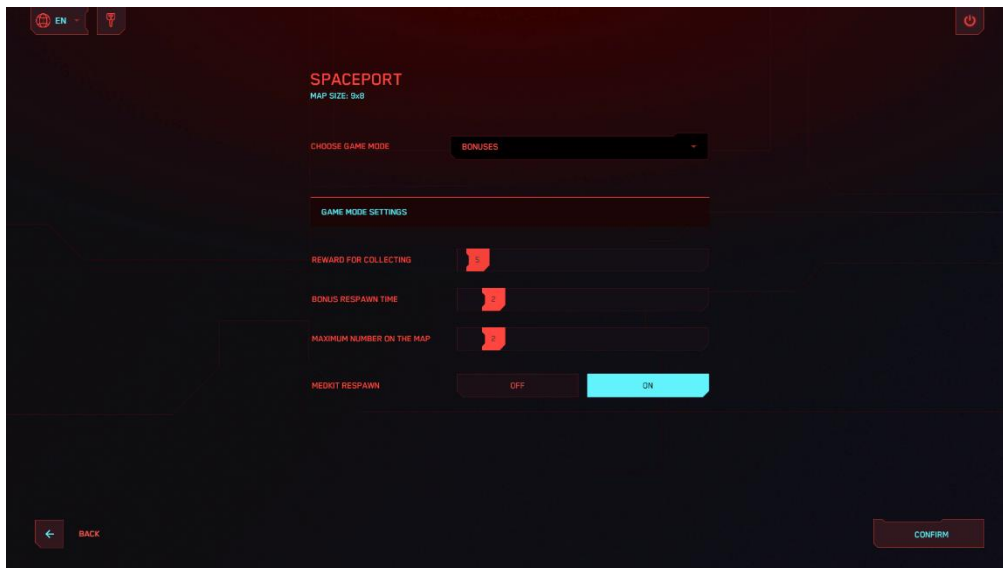 EN
SPACEPORT
MAP SIZE: 9x8
CHOOSE GAME MODE
BONUSES
GAME MODE SETTINGS
REWARD FOR COLLECTING
5
BONUS RESPAWN TIME
2
MAXIMUM NUMBER ON THE MAP
2
MEDKIT RESPAWN
OFF
ON
BACK
CONFIRM